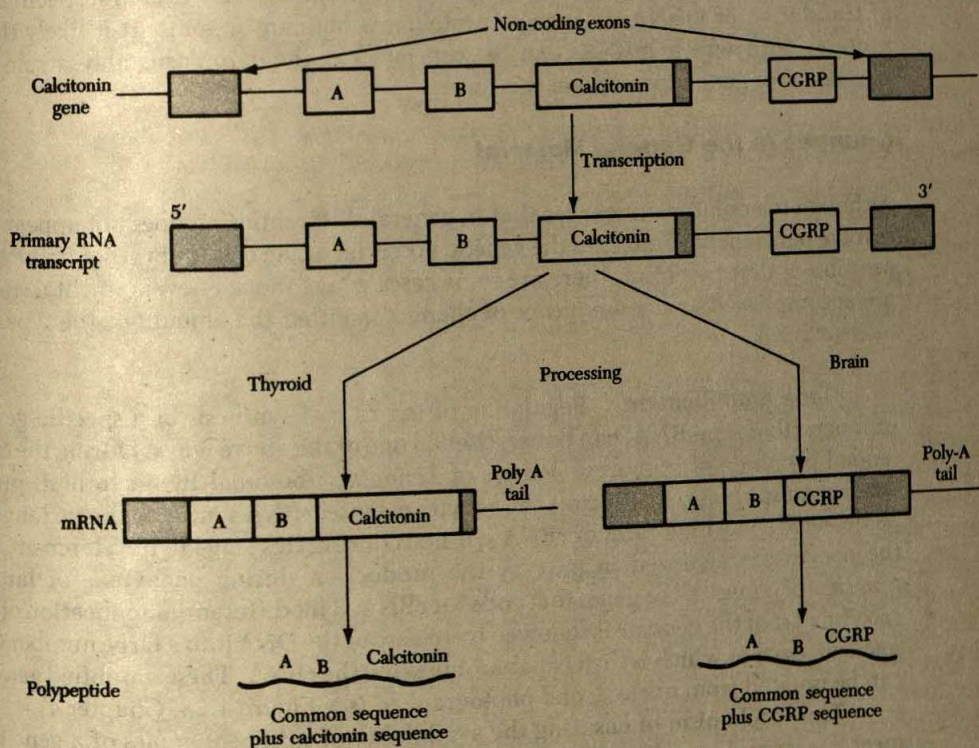 Non-coding exons
Calcitonin
gene
A
B
Calcitonin
CGRP
Transcription
5'
3'
Primary RNA
transcript
A
B
Calcitonin
CGRP
Thyroid
Processing
Brain
Poly A
tail
Poly-A
tail
mRNA
A
B
Calcitonin
A
B
CGRP
Polypeptide
A
B
Calcitonin
A
B
CGRP
Common sequence
plus calcitonin sequence
Common sequence
plus CGRP sequence